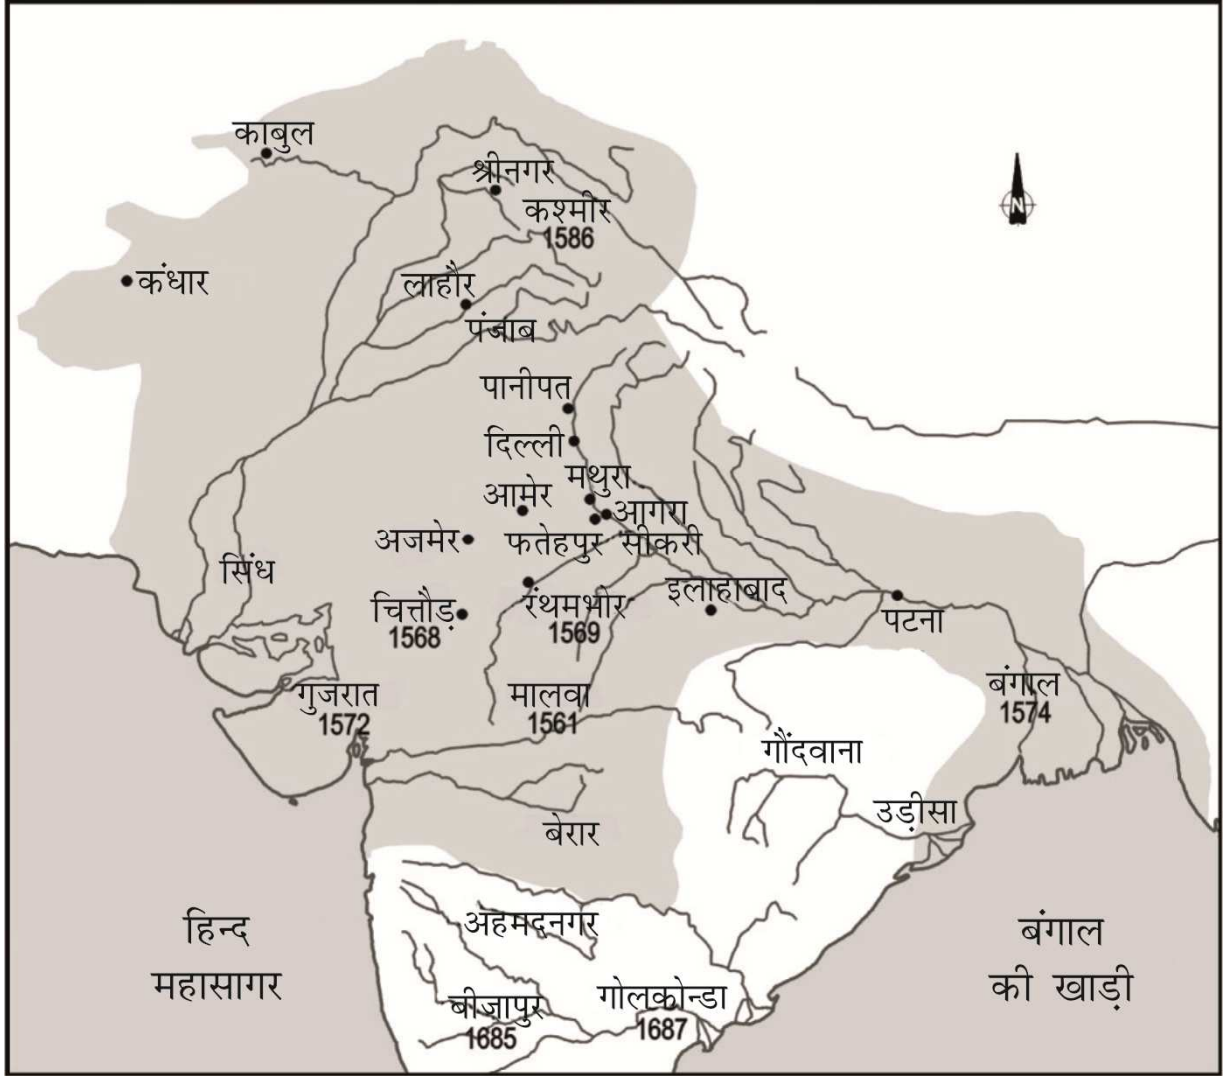 काबुल
श्रीनगर
कश्मीर
1586
N
कंधार
लाहौर
पंजाब
पानीपत
दिल्ली
मथुरा
आमेर
आगरा
अजमेर
फतेहपुर सीकरी
सिंध
इलाहाबाद
चित्तौड़
1568
रंथमभोर
1569
पटना
गुजरात
1572
मालवा
1561
बंगाल
1574
गौंदवाना
उड़ीसा
बेरार
हिन्द
महासागर
अहमदनगर
बंगाल
की खाड़ी
बीजापुर
1685
गोलकोन्डा
1687